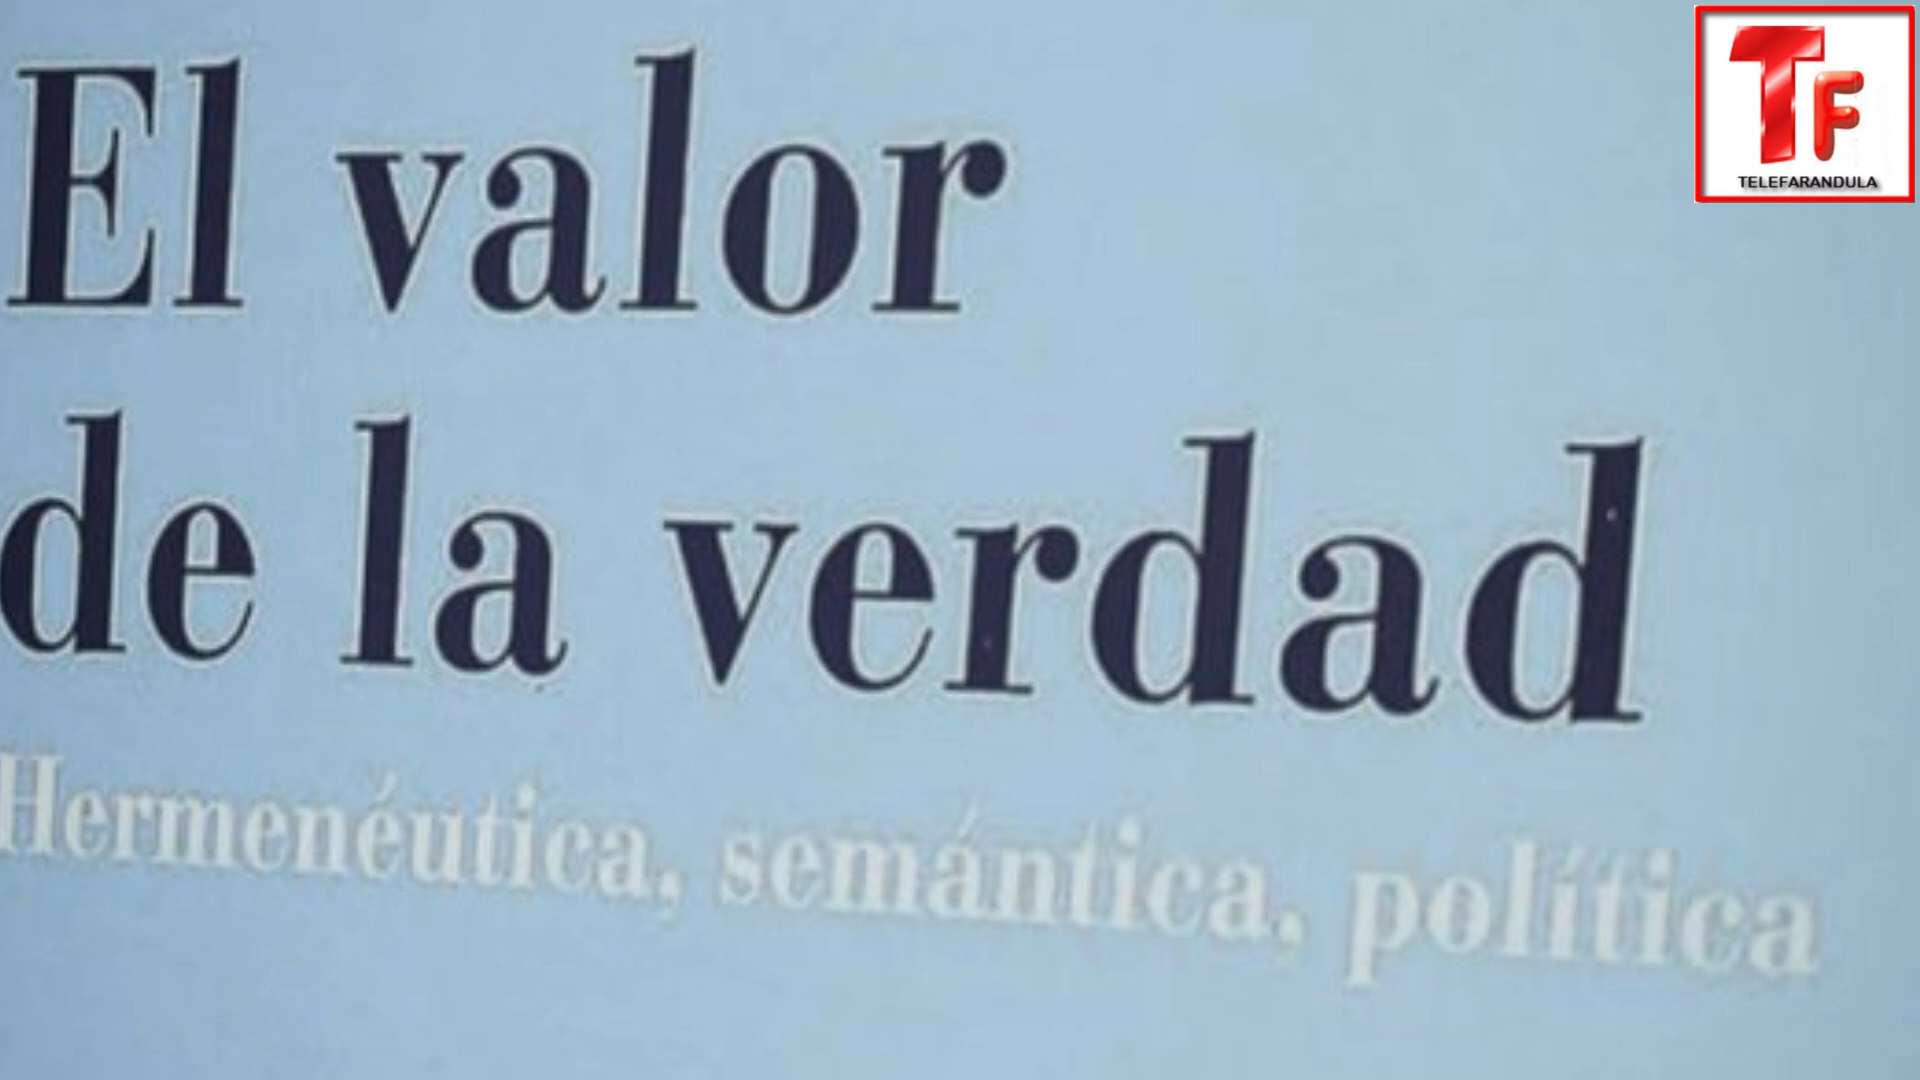 El valor
de la verdad
Hermenéutica, semántica, política
TF
TELEFARANDULA